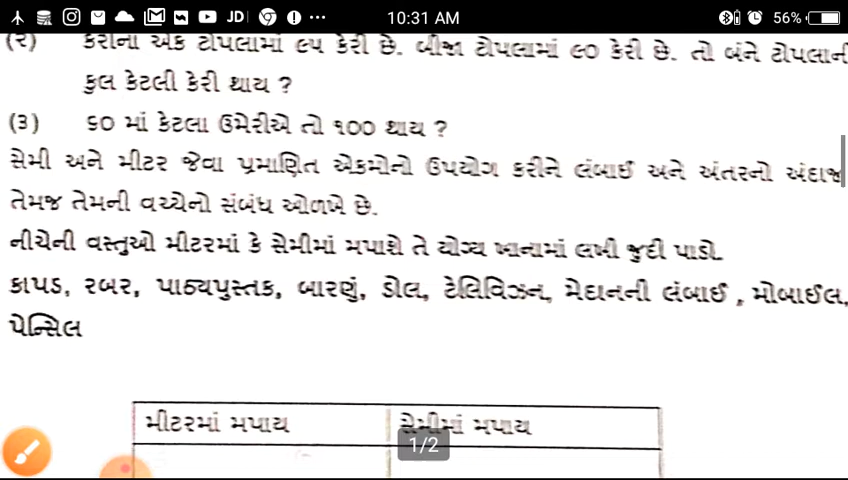 JD 10:31 AM 56%
(૨) કેરીના એક ટોપલામાં ૯૫ કેરી છે. બીજા ટોપલામાં ૯૦ કેરી છે. તો બંને ટોપલાની
કુલ કેટલી કેરી થાય ?
(૩) ૬૦ માં કેટલા ઉમેરીએ તો ૧૦૦ થાય ?
સેમી અને મીટર જેવા પ્રમાણિત એકમોનો ઉપયોગ કરીને લંબાઈ અને અંતરનો અંદાજ
તેમજ તેમની વચ્ચેનો સંબંધ ઓળખે છે.
નીચેની વસ્તુઓ મીટરમાં કે સેમીમાં મપાશે તે યોગ્ય ખાનામાં લખી જુદી પાડો.
કાપડ, રબર, પાઠ્યપુસ્તક, બારણું, ડોલ, ટેલિવિઝન, મેદાનની લંબાઈ , મોબાઈલ,
પેન્સિલ
મીટરમાં મપાય સેમીમાં મપાય
1/2